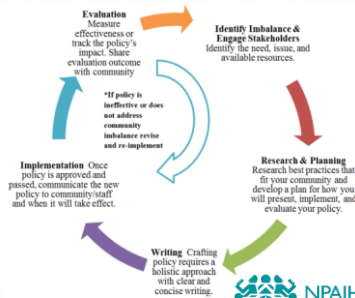 Evaluation
Measure
effectiveness or
track the policy's
impact. Share
evaluation outcome
with community
Identify Imbalance &
Engage Stakeholders
Identify the need, issue, and
available resources.
*If policy is
ineffective or does
not address
community
imbalance revise
and re-implement
Research & Planning
Research best practices that
fit your community and
develop a plan for how you
will present, implement, and
evaluate your policy.
Implementation Once
policy is approved and
passed, communicate the new
policy to community/staff
and when it will take effect.
Writing Crafting
policy requires a
holistic approach
with clear and
concise writing.